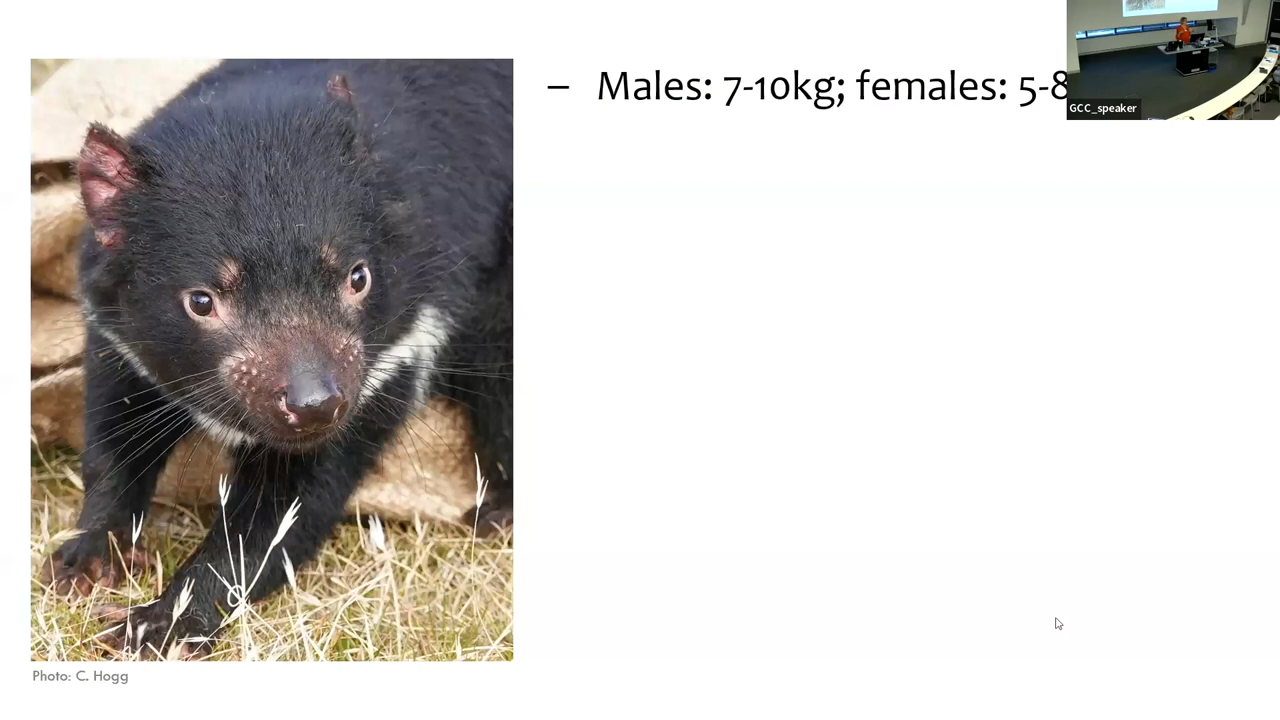 – Males: 7-10kg; females: 5-8
GCC_speaker
Photo: C. Hogg